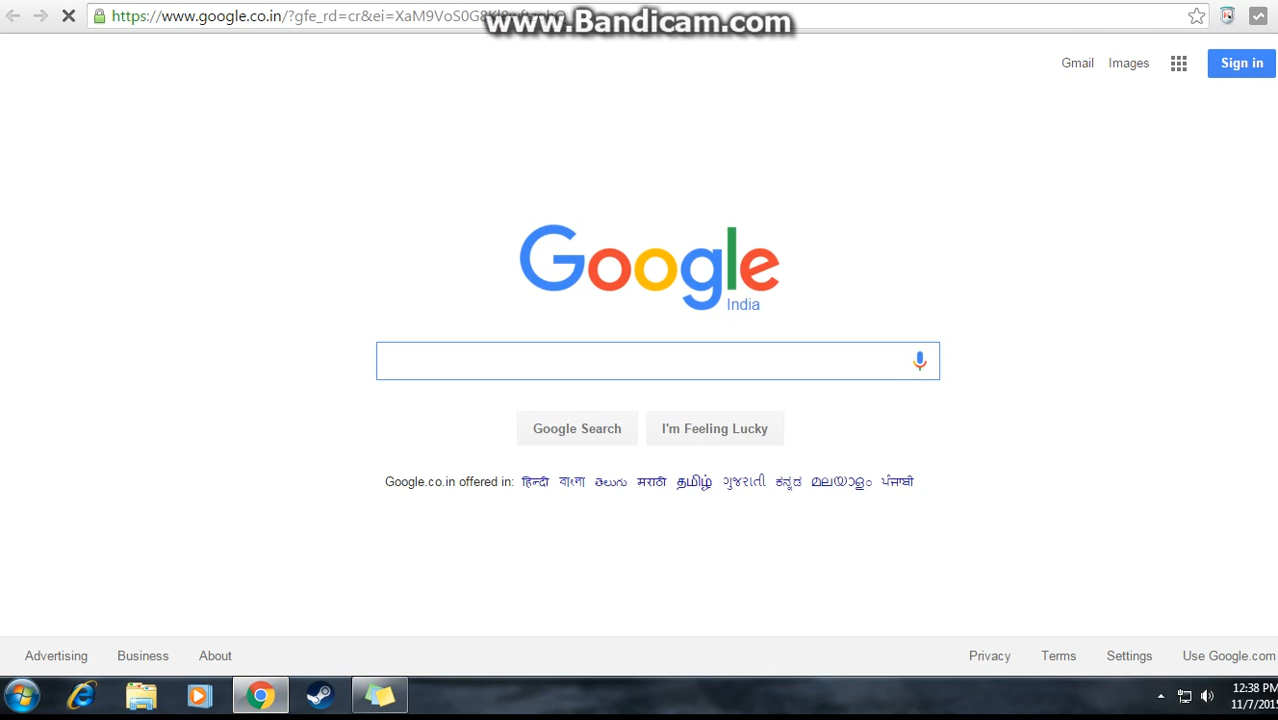 https://www.google.co.in/?gfe_rd=cr&ei=XaM9VoS0G8
www.Bandicam.com
Gmail Images Sign in
Google
India
Google Search I'm Feeling Lucky
Google.co.in offered in: हिन्दी বাংলা తెలుగు मराठी தமிழ் ગુજરાતી ಕನ್ನಡ മലയാളം ਪੰਜਾਬੀ
Advertising Business About Privacy Terms Settings Use Google.com
12:38 PM
11/7/201